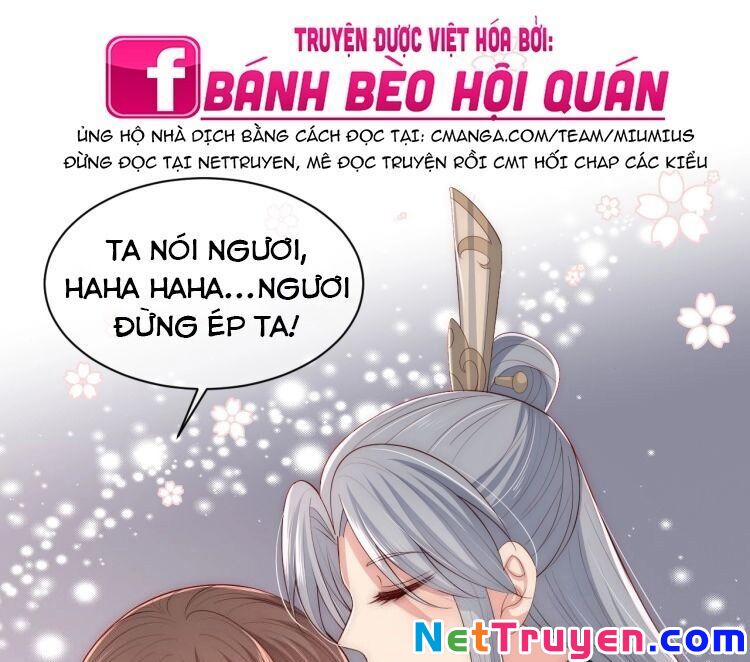 TRUYỆN ĐƯỢC VIỆT HÓA BỞI:
f BÁNH BÈO HỘI QUÁN
ỦNG HỘ NHÀ DỊCH BẰNG CÁCH ĐỌC TẠI: CMANGA.COM/TEAM/MIUMIUS
ĐỪNG ĐỌC TẠI NETTRUYEN, MÊ ĐỌC TRUYỆN RỒI CMT HỐI CHAP CÁC KIỂU
TA NÓI NGƯƠI,
HAHA HAHA...NGƯƠI
ĐỪNG ÉP TA!
NetTruyen.com